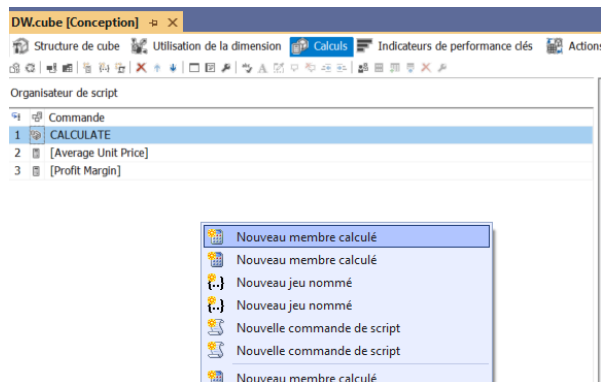 DW.cube [Conception]
Structure de cube Utilisation de la dimension Calculs Indicateurs de performance clés Actions
Organisateur de script
Commande
1 CALCULATE
2 [Average Unit Price]
3 [Profit Margin]
Nouveau membre calculé
Nouveau membre calculé
Nouveau jeu nommé
Nouveau jeu nommé
Nouvelle commande de script
Nouvelle commande de script
Nouveau membre calculé